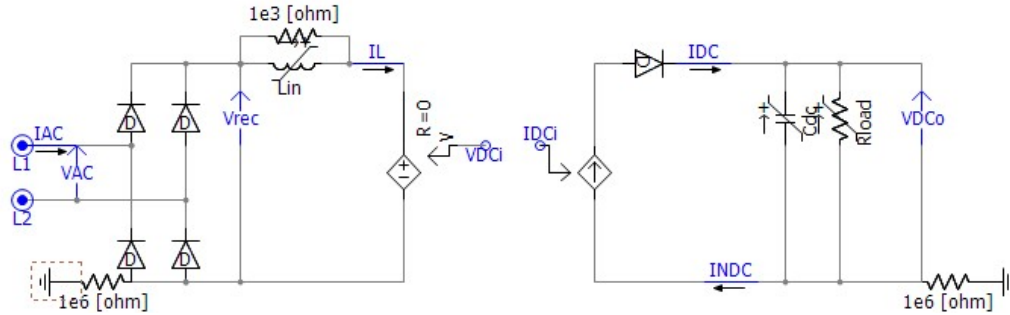 1e3 [ohm]
IL
Lin
IDC
D
D
D
IAC
L1
VAC
L2
Vrec
R =0
V
VDCi
IDCi
+
−
+
Cdc
+
Rload
VDCo
D
D
INDC
1e6 [ohm]
1e6 [ohm]